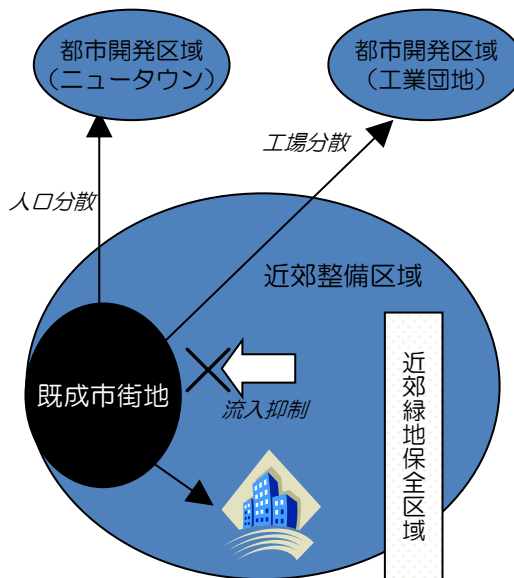 都市開発区域
（ニュータウン）
都市開発区域
（工業団地）
工場分散
人口分散
近郊整備区域
既成市街地
流入抑制
近郊緑地保全区域